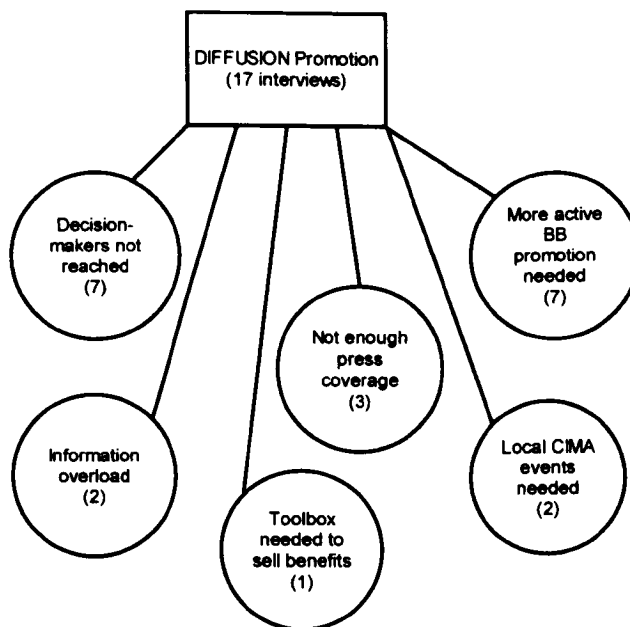 DIFFUSION Promotion
(17 interviews)
Decision-
makers not
reached
(7)
More active
BB
promotion
needed
(7)
Not enough
press
coverage
(3)
Information
overload
(2)
Local CIMA
events
needed
(2)
Toolbox
needed to
sell benefits
(1)